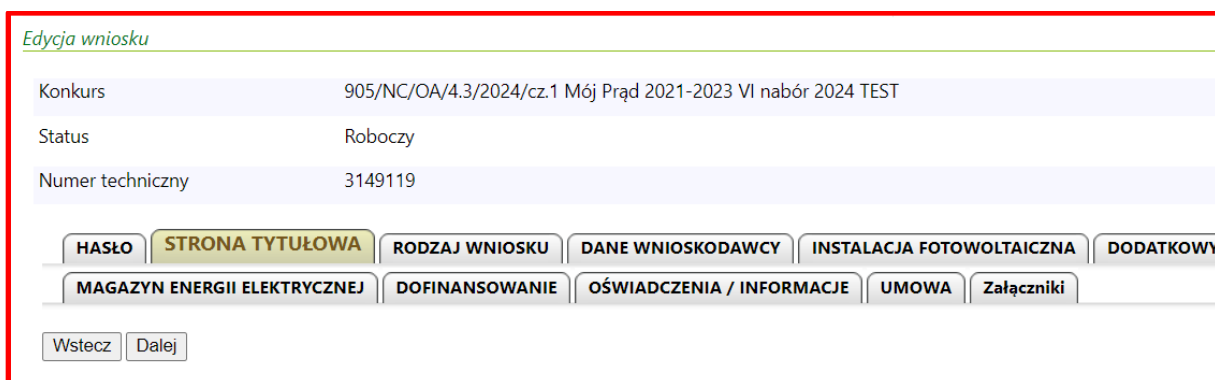 Edycja wniosku
Konkurs 905/NC/OA/4.3/2024/cz.1 Mój Prąd 2021-2023 VI nabór 2024 TEST
Status Roboczy
Numer techniczny 3149119
HASŁO STRONA TYTUŁOWA RODZAJ WNIOSKU DANE WNIOSKODAWCY INSTALACJA FOTOWOLTAICZNA DODATKOWY
MAGAZYN ENERGII ELEKTRYCZNEJ DOFINANSOWANIE OŚWIADCZENIA / INFORMACJE UMOWA Załączniki
Wstecz Dalej